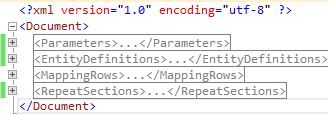 <?xml version="1.0" encoding="utf-8" ?>
<Document>
<Parameters>...</Parameters>
<EntityDefinitions>...</EntityDefinitions>
<MappingRows>...</MappingRows>
<RepeatSections>...</RepeatSections>
</Document>